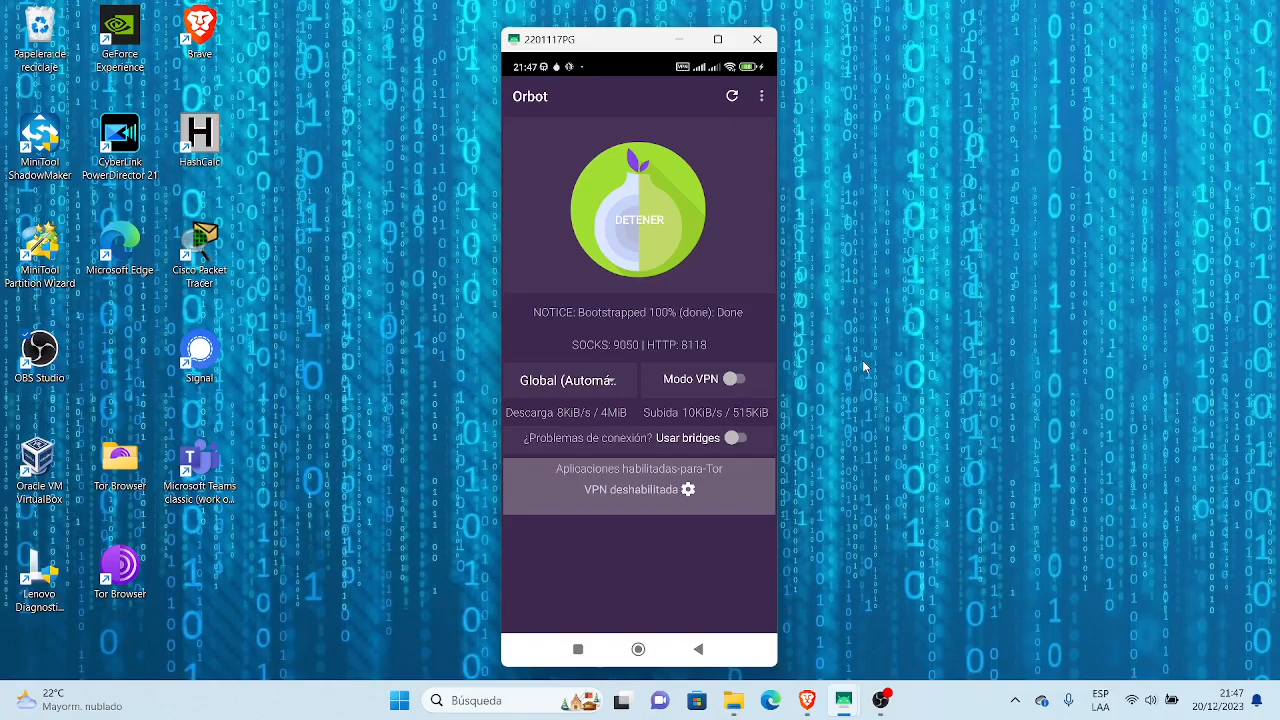 Papelera de
reciclaje
GeForce
Experience
Brave
MiniTool
ShadowMaker
CyberLink
PowerDirector 21
HashCalc
MiniTool
Partition Wizard
Microsoft Edge
Cisco Packet
Tracer
OBS Studio
Signal
Oracle VM
VirtualBox
Tor Browser
Microsoft Teams
classic (work o...
Lenovo
Diagnosti...
Tor Browser
2201117PG
21:47
VPN
Orbot
DETENER
NOTICE: Bootstrapped 100% (done): Done
SOCKS: 9050 | HTTP: 8118
Global (Automá..
Modo VPN
Descarga 8KiB/s / 4MiB
Subida 10KiB/s / 515KiB
¿Problemas de conexión? Usar bridges
Aplicaciones habilitadas-para-Tor
VPN deshabilitada
22°C
Mayorm. nublado
Búsqueda
ESP
LAA
21:47
20/12/2023